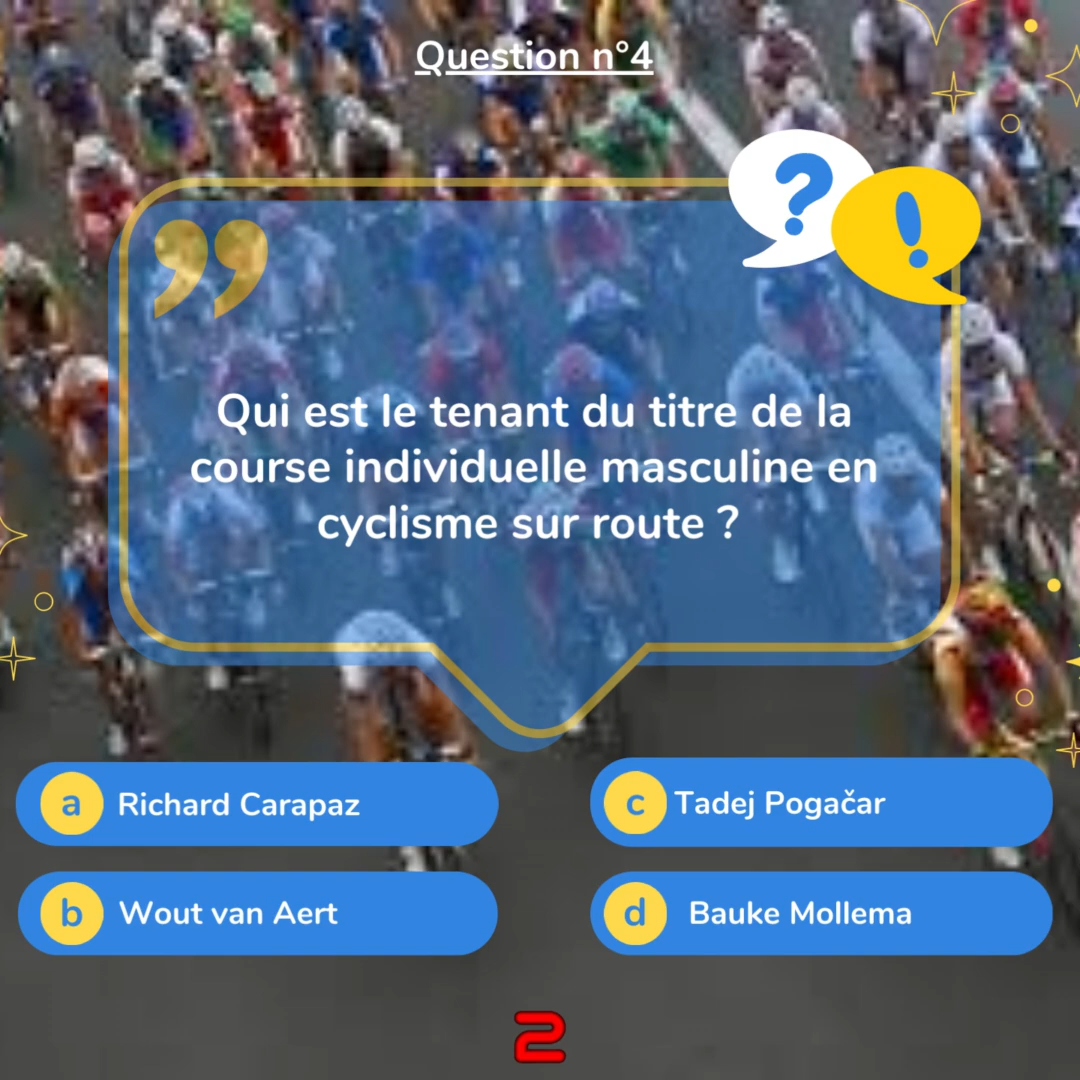 Question n°4
?
!
Qui est le tenant du titre de la
course individuelle masculine en
cyclisme sur route ?
a Richard Carapaz
b Wout van Aert
c Tadej Pogačar
d Bauke Mollema
2